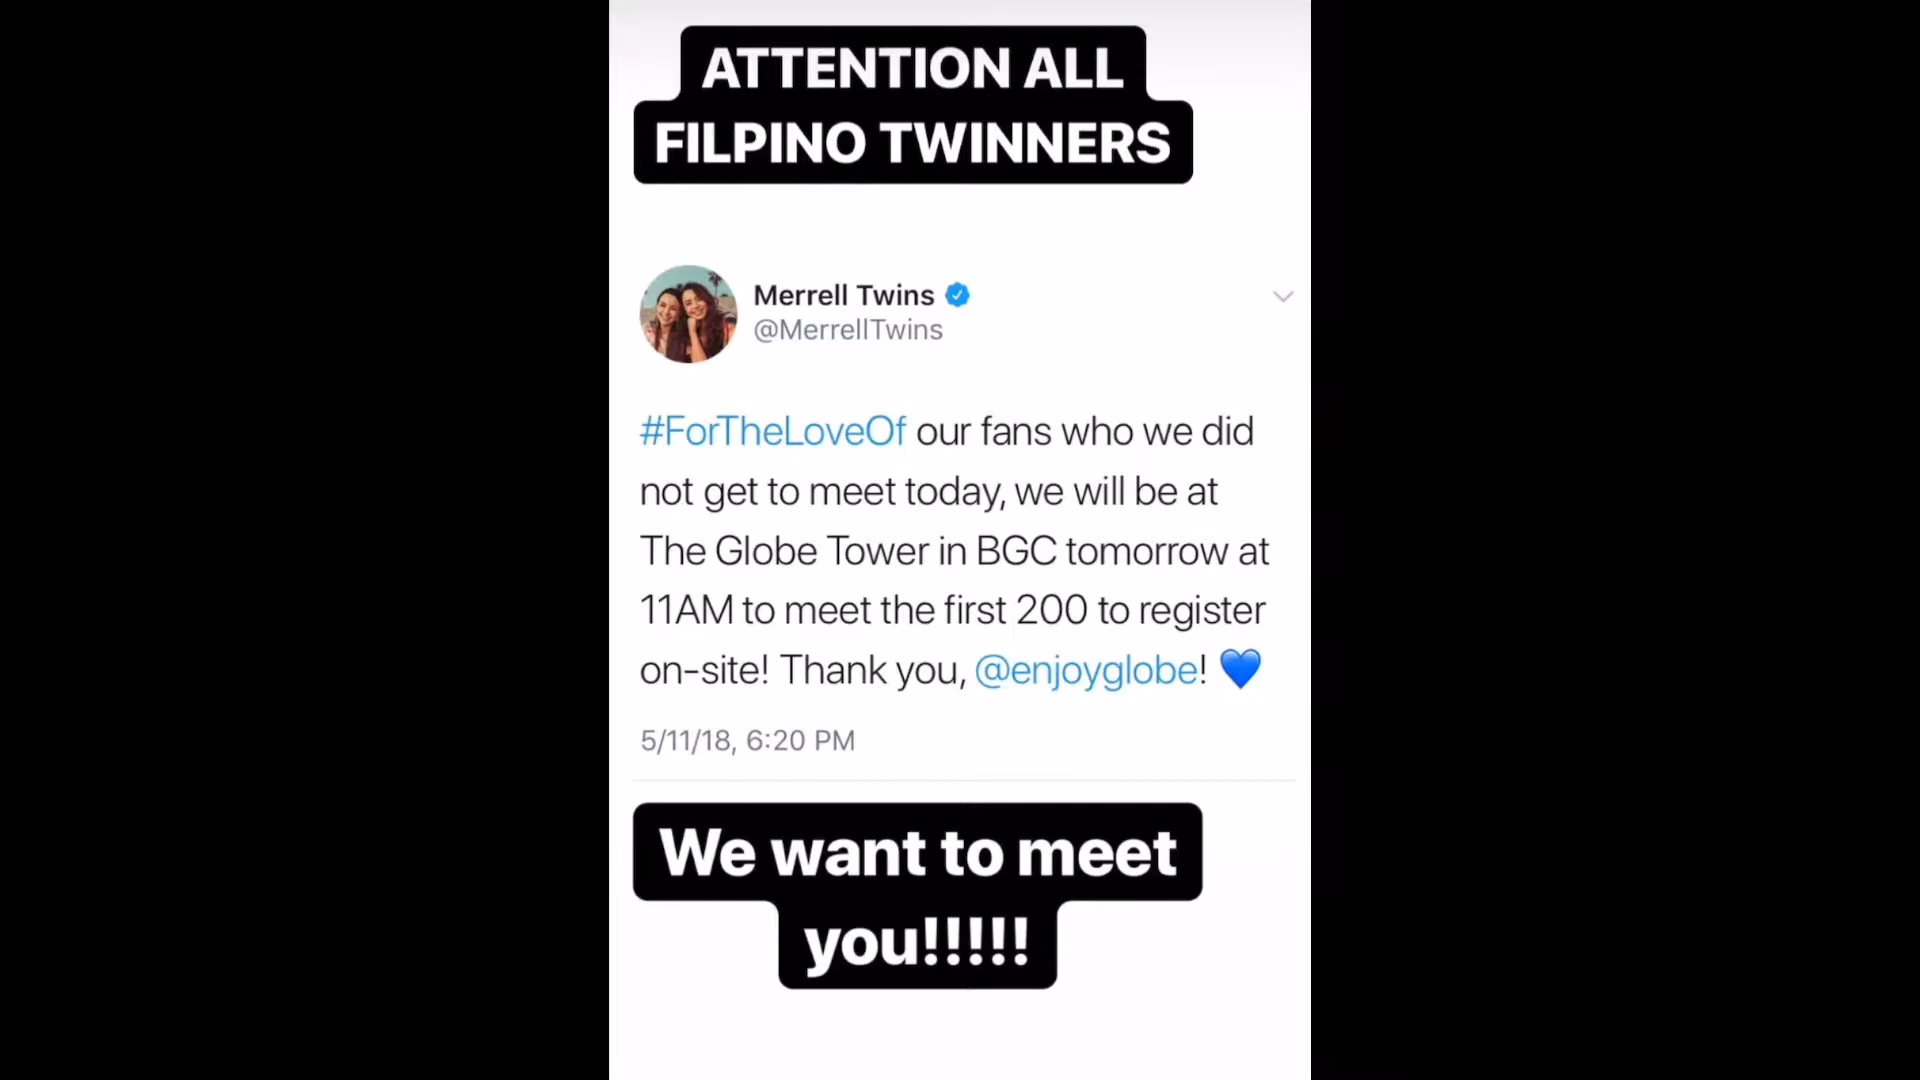 ATTENTION ALL
FILPINO TWINNERS
Merrell Twins
@MerrellTwins
#ForTheLoveOf our fans who we did
not get to meet today, we will be at
The Globe Tower in BGC tomorrow at
11AM to meet the first 200 to register
on-site! Thank you, @enjoyglobe! 💙
5/11/18, 6:20 PM
We want to meet
you!!!!!